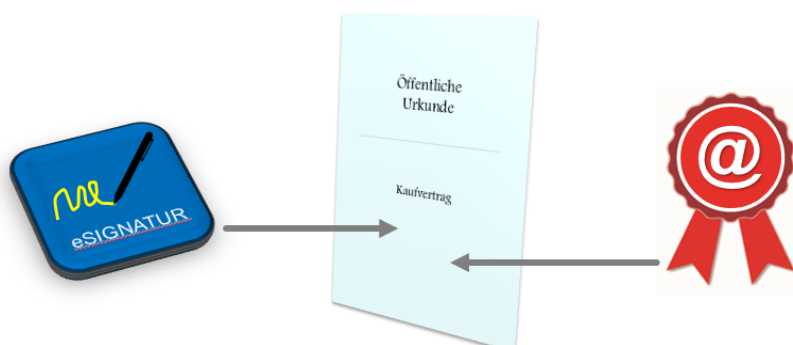 Öffentliche
Urkunde
Kaufvertrag
eSIGNATUR
@